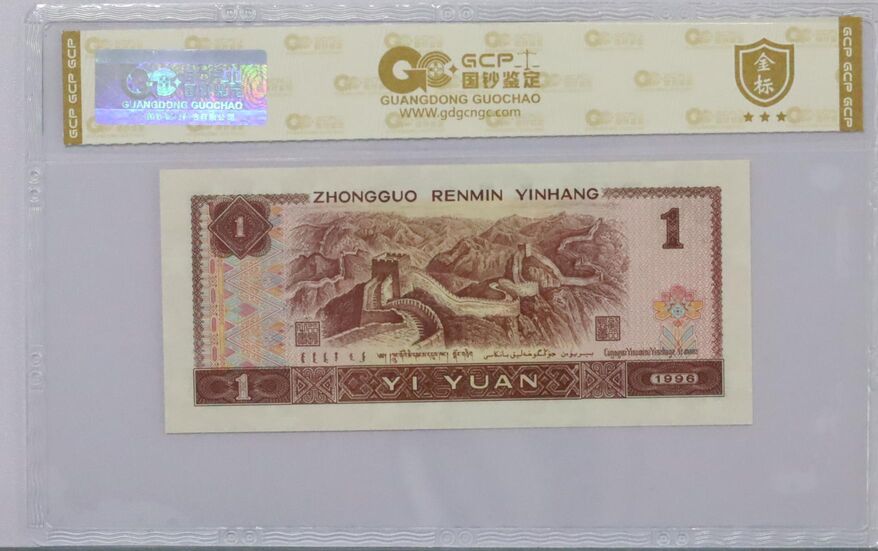 GCP GCP GCP
GUANGDONG GUOCHAO
GCP
国钞鉴定
GUANGDONG GUOCHAO
www.gdgcngc.com
金标
GCP GCP GCP
ZHONGGUO RENMIN YINHANG
1
1
1
YI YUAN
1996